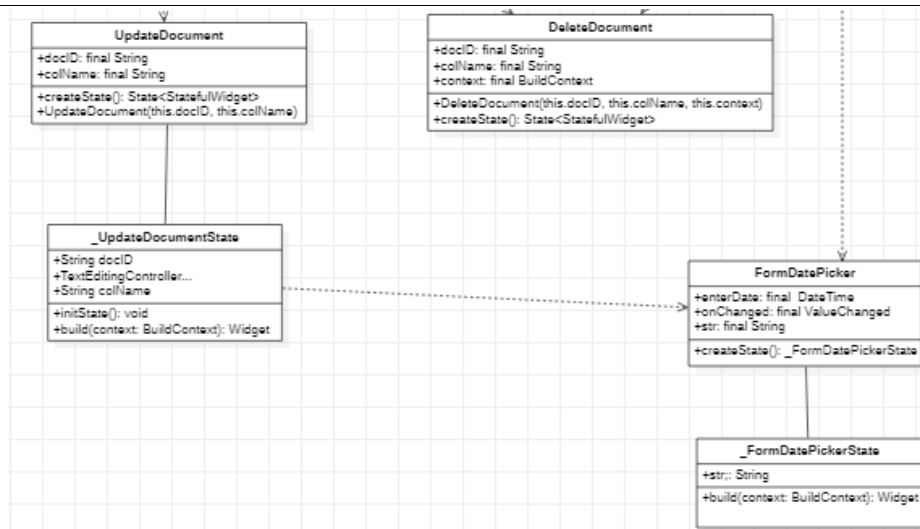 UpdateDocument
+docID: final String
+colName: final String
+createState(): State<StatefulWidget>
+UpdateDocument(this.docID, this.colName)
DeleteDocument
+docID: final String
+colName: final String
+context: final BuildContext
+DeleteDocument(this.docID, this.colName, this.context)
+createState(): State<StatefulWidget>
_UpdateDocumentState
+String docID
+TextEditingController...
+String colName
+initState(): void
+build(context: BuildContext): Widget
FormDatePicker
+enterDate: final DateTime
+onChanged: final ValueChanged
+str: final String
+createState(): _FormDatePickerState
_FormDatePickerState
+str;: String
+build(context: BuildContext): Widget